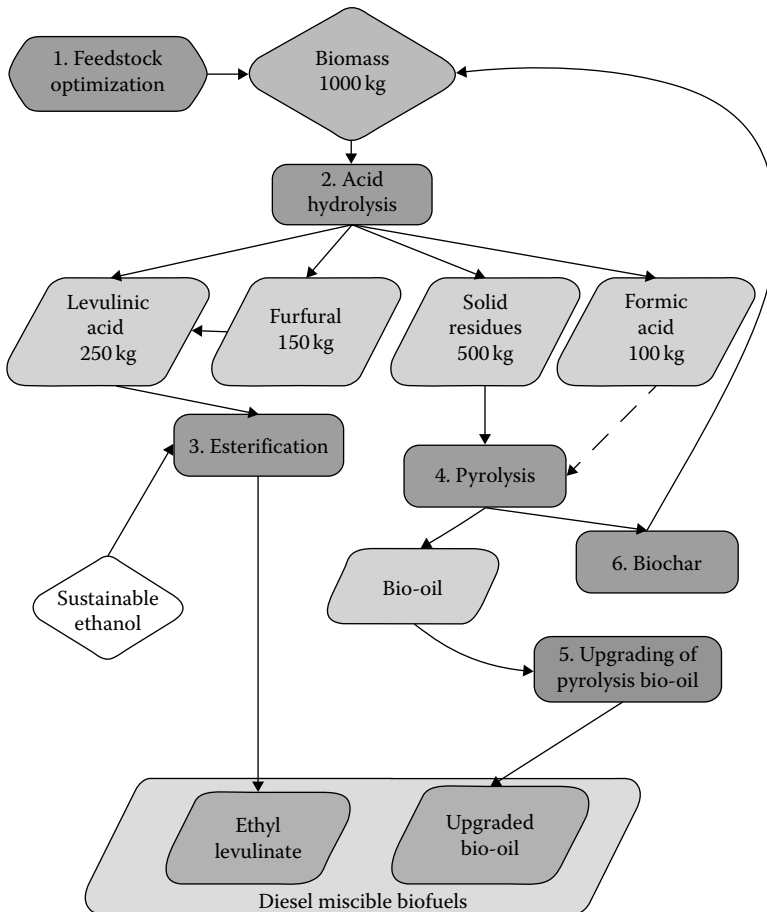 1. Feedstock
optimization
Biomass
1000 kg
2. Acid
hydrolysis
Levulinic
acid
250 kg
Furfural
150 kg
Solid
residues
500 kg
Formic
acid
100 kg
3. Esterification
4. Pyrolysis
Sustainable
ethanol
Bio-oil
6. Biochar
5. Upgrading of
pyrolysis bio-oil
Ethyl
levulinate
Upgraded
bio-oil
Diesel miscible biofuels